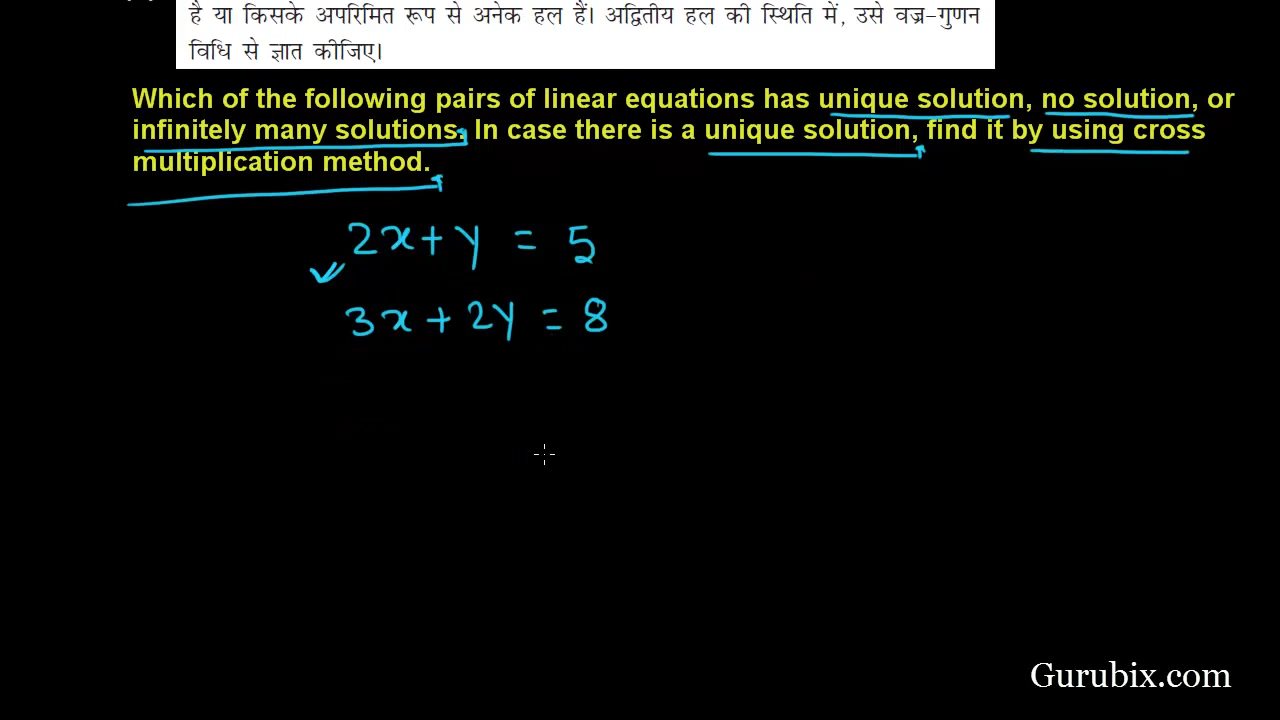 है या किसके अपरिमित रूप से अनेक हल हैं। अद्वितीय हल की स्थिति में, उसे वज्र-गुणन
विधि से ज्ञात कीजिए।
Which of the following pairs of linear equations has unique solution, no solution, or
infinitely many solutions. In case there is a unique solution, find it by using cross
multiplication method.
2x+y = 5
3x + 2y = 8
Gurubix.com